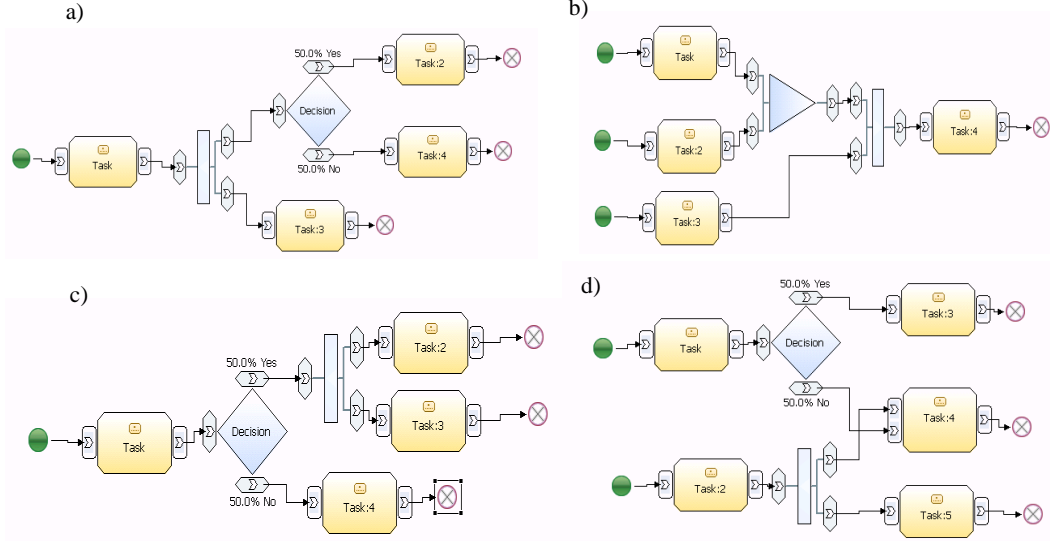 a)
50.0% Yes
Task:2
Decision
Task
Task:4
50.0% No
Task:3
b)
Task
Task:2
Task:4
Task:3
c)
50.0% Yes
Task:2
Task
Decision
Task:3
50.0% No
Task:4
d)
50.0% Yes
Task:3
Task
Decision
50.0% No
Task:4
Task:2
Task:5